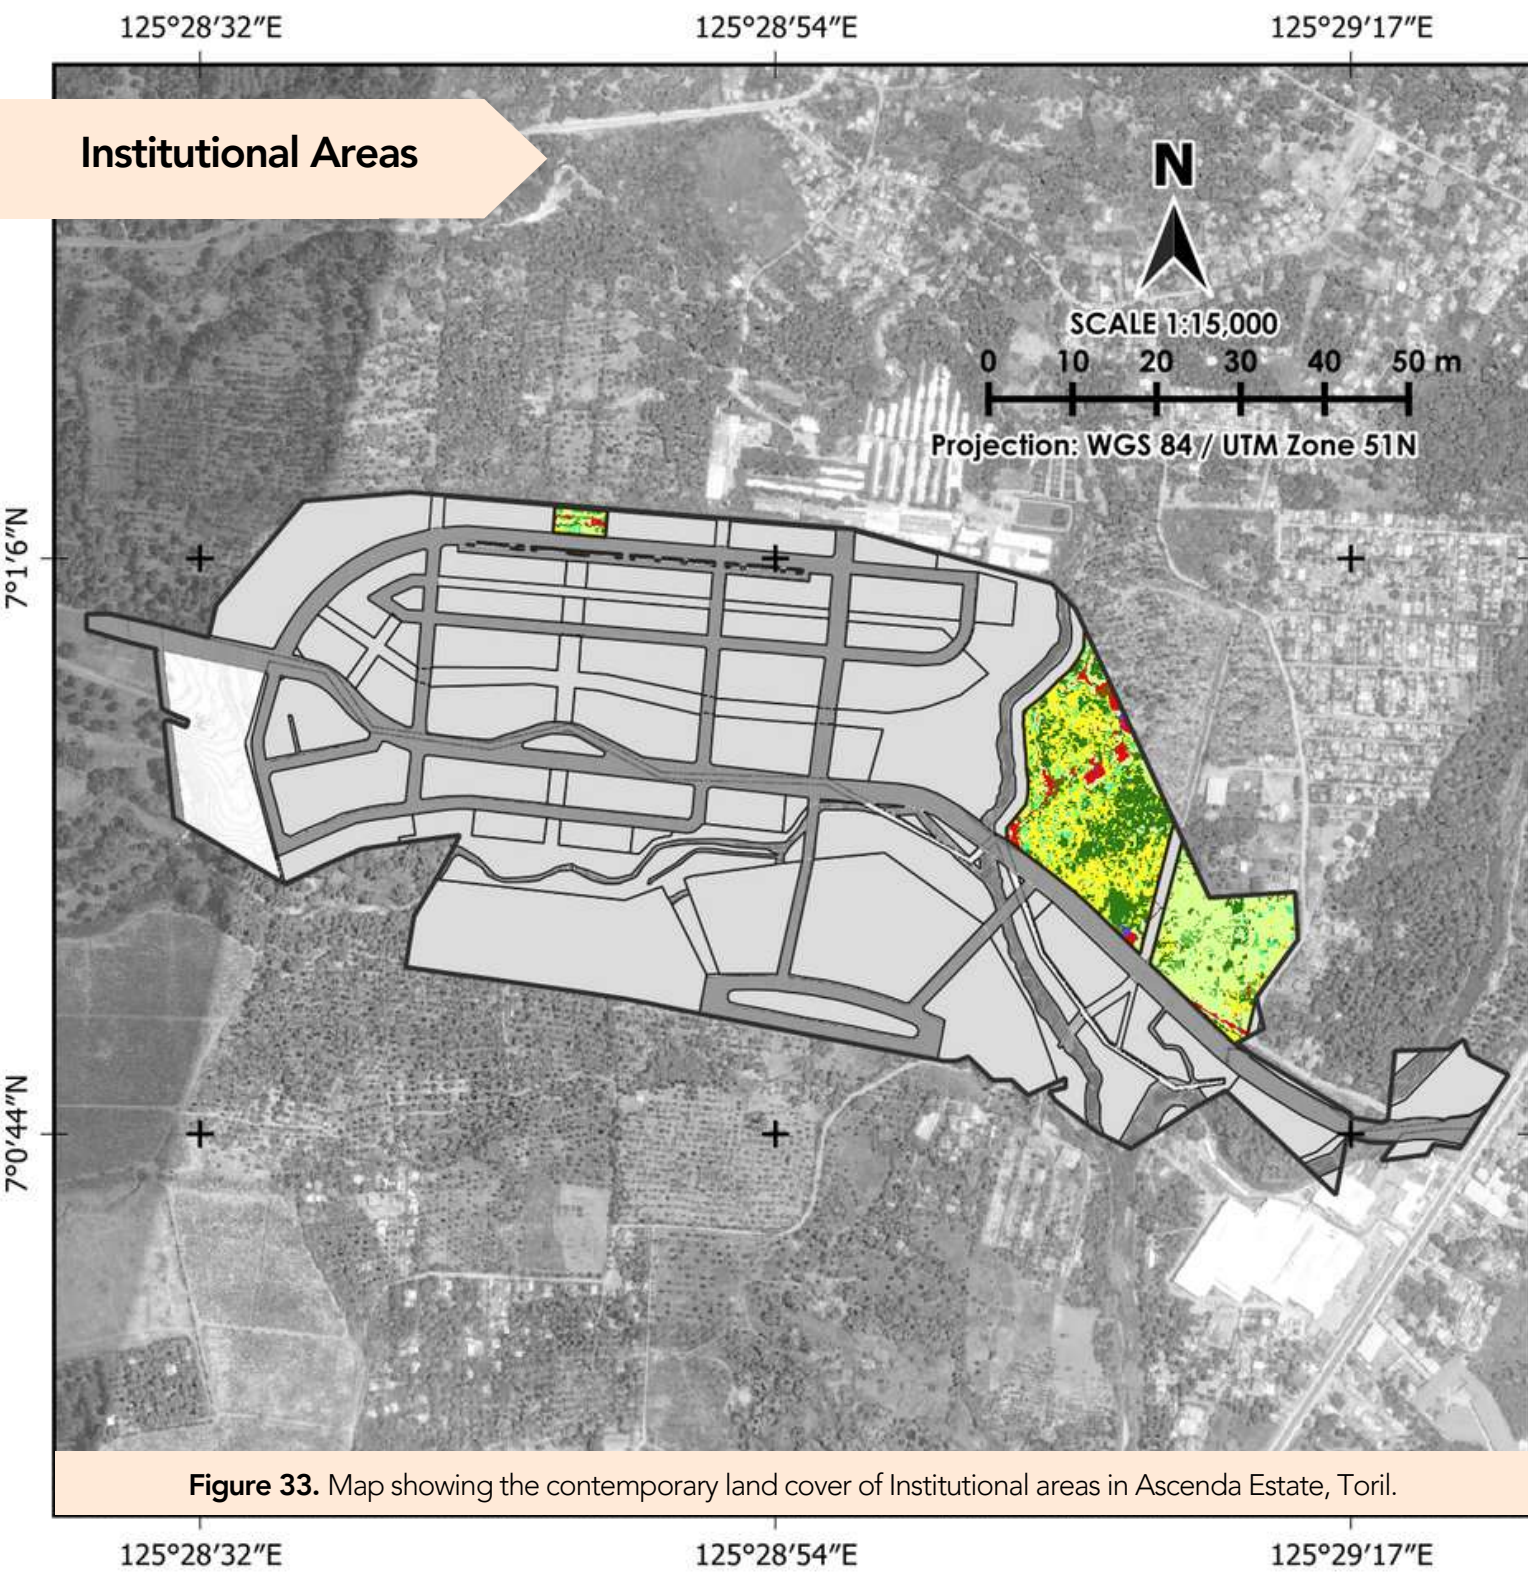 125°28′32″E 125°28′54″E 125°29′17″E
Institutional Areas
N
SCALE 1:15,000
0 10 20 30 40 50 m
Projection: WGS 84 / UTM Zone 51N
7°1′6″N
7°0′44″N
Figure 33. Map showing the contemporary land cover of Institutional areas in Ascenda Estate, Toril.
125°28′32″E 125°28′54″E 125°29′17″E